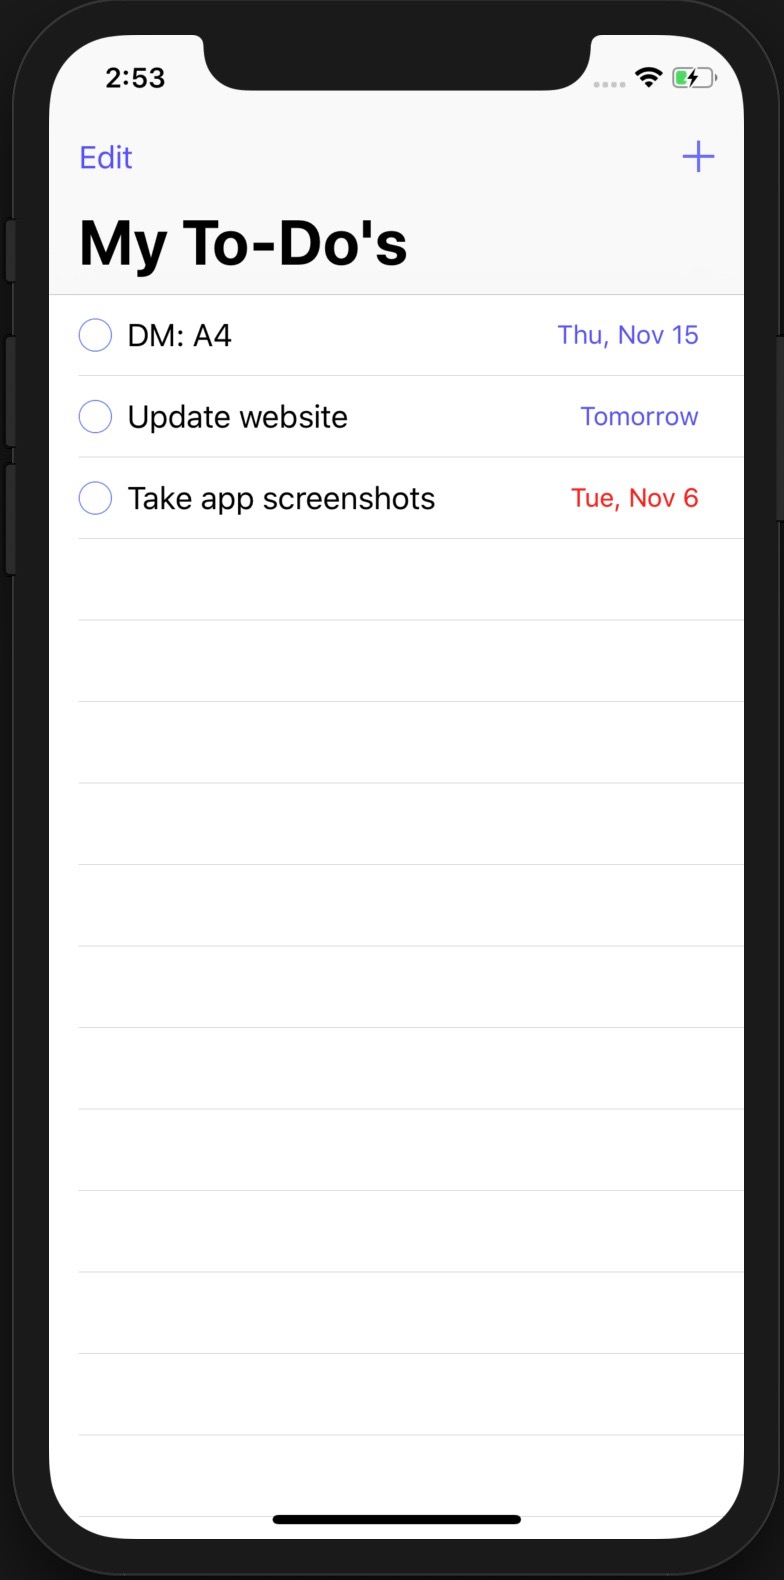 2:53
Edit
My To-Do's
DM: A4 Thu, Nov 15
Update website Tomorrow
Take app screenshots Tue, Nov 6